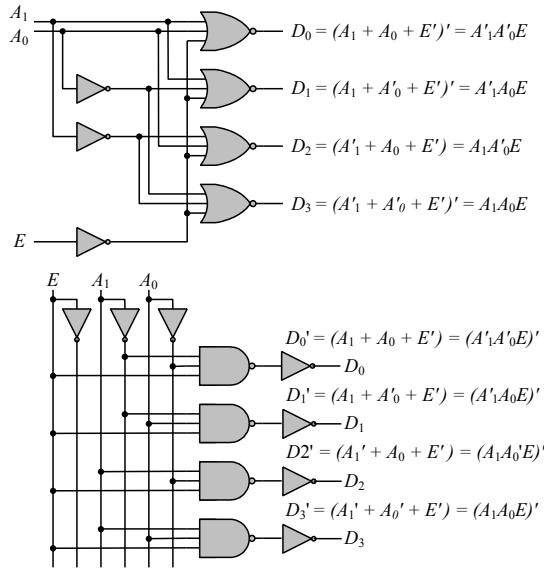 A₁
A₀
D₀ = (A₁ + A₀ + E')' = A'₁A'₀E
D₁ = (A₁ + A'₀ + E')' = A'₁A₀E
D₂ = (A'₁ + A₀ + E') = A₁A'₀E
D₃ = (A'₁ + A'₀ + E')' = A₁A₀E
E
E A₁ A₀
D₀' = (A₁ + A₀ + E') = (A'₁A'₀E)'
D₀
D₁' = (A₁ + A'₀ + E') = (A'₁A₀E)'
D₁
D2' = (A₁' + A₀ + E') = (A₁A₀'E)'
D₂
D₃' = (A₁' + A₀' + E') = (A₁A₀E)'
D₃